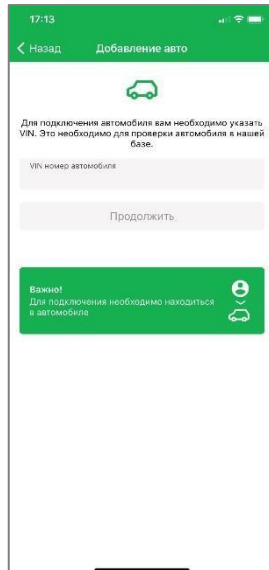 17:13
Назад Добавление авто
Для подключения автомобиля вам необходимо указать
VIN. Это необходимо для проверки автомобиля в нашей
базе.
VIN номер автомобиля
Продолжить
Важно!
Для подключения необходимо находиться
в автомобиле